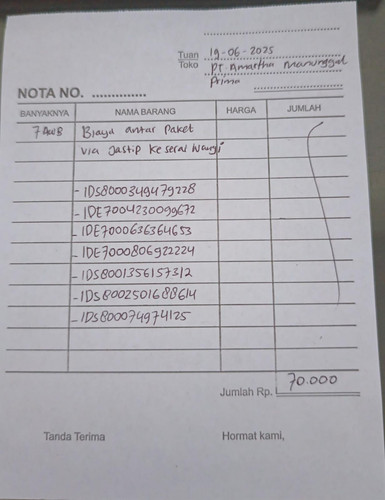 Tuan 19-06-2025
Toko PT. Amartha Manunggal
Prima
NOTA NO. ..............
BANYAKNYA NAMA BARANG HARGA JUMLAH
7 AWB Biaya antar Paket
via Jastip Ke Serai Wangi
- IDS8000349479228
- IDE7004230099672
- IDE7000636364653
- IDE7000806922224
- IDS8001356157312
- IDS8002501688614
- IDS800074974125
Jumlah Rp. 70.000
Tanda Terima Hormat kami,